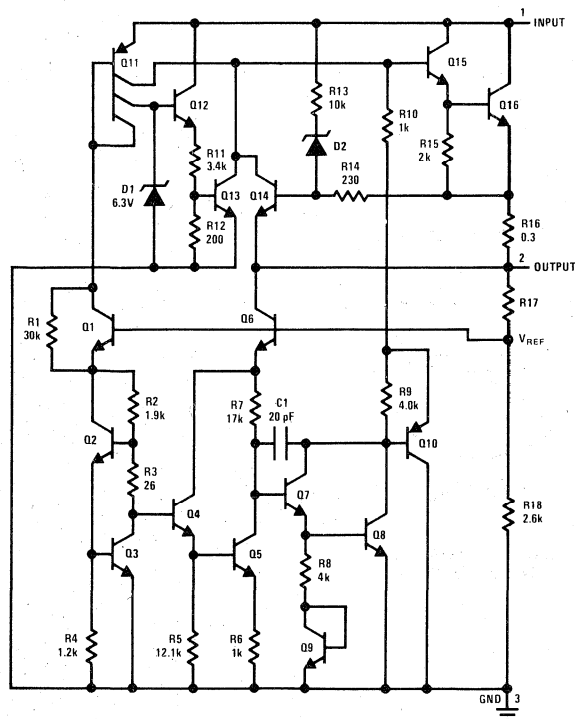 1
INPUT
Q11
Q15
Q12
R13
10k
Q16
R10
1k
R11
3.4k
D2
R15
2k
D1
6.3V
Q13
Q14
R14
230
R12
200
R16
0.3
2
OUTPUT
R1
30k
Q1
Q6
R17
VREF
R2
1.9k
R7
17k
C1
20 pF
R9
4.0k
Q2
Q10
R3
26
Q4
Q7
R18
2.6k
Q3
Q5
Q8
R8
4k
R4
1.2k
R5
12.1k
R6
1k
Q9
GND
3